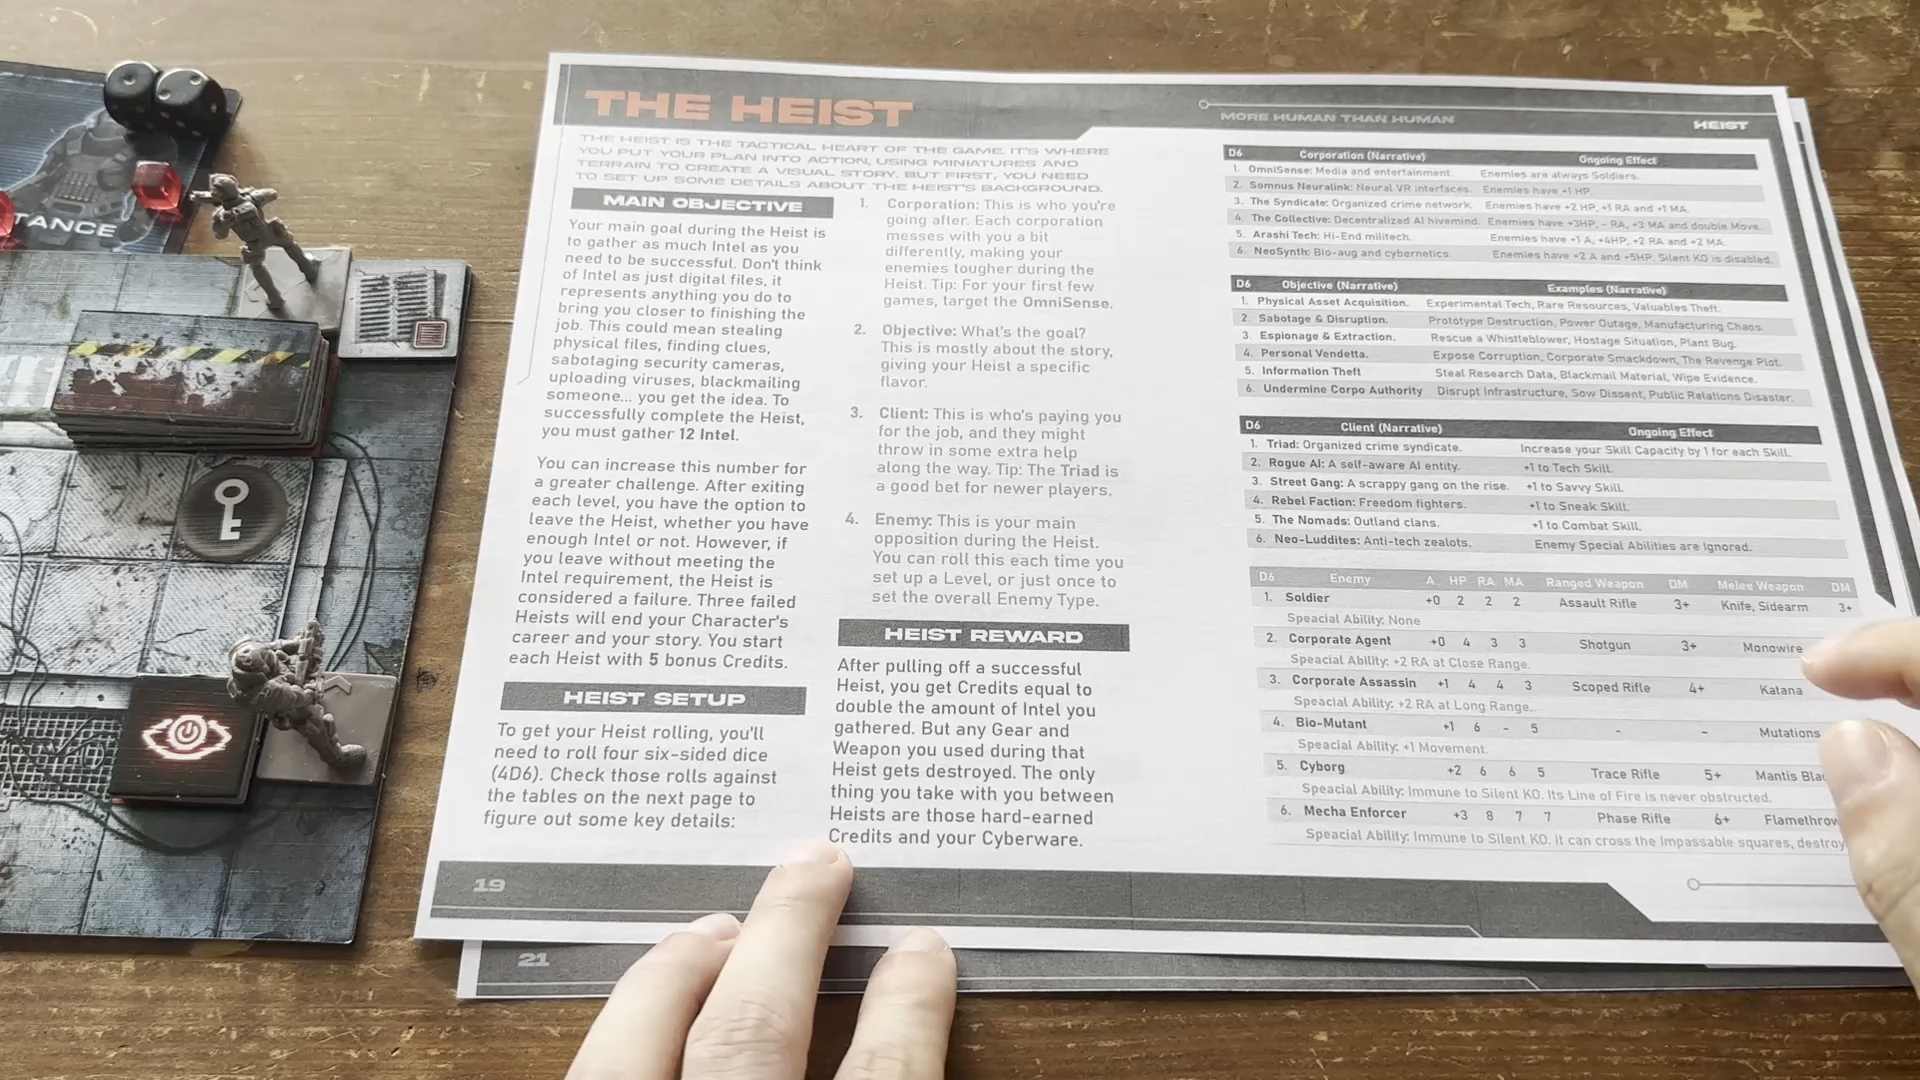 TANCE
THE HEIST
THE HEIST IS THE TACTICAL HEART OF THE GAME. IT'S WHERE
YOU PUT YOUR PLAN INTO ACTION, USING MINIATURES AND
TERRAIN TO CREATE A VISUAL STORY. BUT FIRST, YOU NEED
TO SET UP SOME DETAILS ABOUT THE HEIST'S BACKGROUND.
MAIN OBJECTIVE
Your main goal during the Heist is
to gather as much Intel as you
need to be successful. Don't think
of Intel as just digital files, it
represents anything you do to
bring you closer to finishing the
job. This could mean stealing
physical files, finding clues,
sabotaging security cameras,
uploading viruses, blackmailing
someone... you get the idea. To
successfully complete the Heist,
you must gather 12 Intel.
You can increase this number for
a greater challenge. After exiting
each level, you have the option to
leave the Heist, whether you have
enough Intel or not. However, if
you leave without meeting the
Intel requirement, the Heist is
considered a failure. Three failed
Heists will end your Character's
career and your story. You start
each Heist with 5 bonus Credits.
HEIST SETUP
To get your Heist rolling, you'll
need to roll four six-sided dice
(4D6). Check those rolls against
the tables on the next page to
figure out some key details:
1. Corporation: This is who you're
going after. Each corporation
messes with you a bit
differently, making your
enemies tougher during the
Heist. Tip: For your first few
games, target the OmniSense.
2. Objective: What's the goal?
This is mostly about the story,
giving your Heist a specific
flavor.
3. Client: This is who's paying you
for the job, and they might
throw in some extra help
along the way. Tip: The Triad is
a good bet for newer players.
4. Enemy: This is your main
opposition during the Heist.
You can roll this each time you
set up a Level, or just once to
set the overall Enemy Type.
HEIST REWARD
After pulling off a successful
Heist, you get Credits equal to
double the amount of Intel you
gathered. But any Gear and
Weapon you used during that
Heist gets destroyed. The only
thing you take with you between
Heists are those hard-earned
Credits and your Cyberware.
19
21
MORE HUMAN THAN HUMAN
HEIST
D6 Corporation (Narrative) Ongoing Effect
1. OmniSense: Media and entertainment. Enemies are always Soldiers.
2. Somnus Neuralink: Neural VR interfaces. Enemies have +1 HP.
3. The Syndicate: Organized crime network. Enemies have +2 HP, +1 RA and +1 MA.
4. The Collective: Decentralized AI hivemind. Enemies have +3HP, - RA, +3 MA and double Move.
5. Arashi Tech: Hi-End militech. Enemies have +1 A, +4HP, +2 RA and +2 MA.
6. NeoSynth: Bio-aug and cybernetics. Enemies have +2 A and +5HP. Silent KO is disabled.
D6 Objective (Narrative) Examples (Narrative)
1. Physical Asset Acquisition. Experimental Tech, Rare Resources, Valuables Theft.
2. Sabotage & Disruption. Prototype Destruction, Power Outage, Manufacturing Chaos.
3. Espionage & Extraction. Rescue a Whistleblower, Hostage Situation, Plant Bug.
4. Personal Vendetta. Expose Corruption, Corporate Smackdown, The Revenge Plot.
5. Information Theft Steal Research Data, Blackmail Material, Wipe Evidence.
6. Undermine Corpo Authority Disrupt Infrastructure, Sow Dissent, Public Relations Disaster.
D6 Client (Narrative) Ongoing Effect
1. Triad: Organized crime syndicate. Increase your Skill Capacity by 1 for each Skill.
2. Rogue AI: A self-aware AI entity. +1 to Tech Skill.
3. Street Gang: A scrappy gang on the rise. +1 to Savvy Skill.
4. Rebel Faction: Freedom fighters. +1 to Sneak Skill.
5. The Nomads: Outland clans. +1 to Combat Skill.
6. Neo-Luddites: Anti-tech zealots. Enemy Special Abilities are Ignored.
D6 Enemy A HP RA MA Ranged Weapon DM Melee Weapon DM
1. Soldier +0 2 2 2 Assault Rifle 3+ Knife, Sidearm 3+
Speacial Ability: None
2. Corporate Agent +0 4 3 3 Shotgun 3+ Monowire
Speacial Ability: +2 RA at Close Range.
3. Corporate Assassin +1 4 4 3 Scoped Rifle 4+ Katana
Speacial Ability: +2 RA at Long Range.
4. Bio-Mutant +1 6 - 5 - - Mutations
Speacial Ability: +1 Movement.
5. Cyborg +2 6 6 5 Trace Rifle 5+ Mantis Bla
Speacial Ability: Immune to Silent KO. Its Line of Fire is never obstructed.
6. Mecha Enforcer +3 8 7 7 Phase Rifle 6+ Flamethrow
Speacial Ability: Immune to Silent KO. It can cross the Impassable squares, destroy